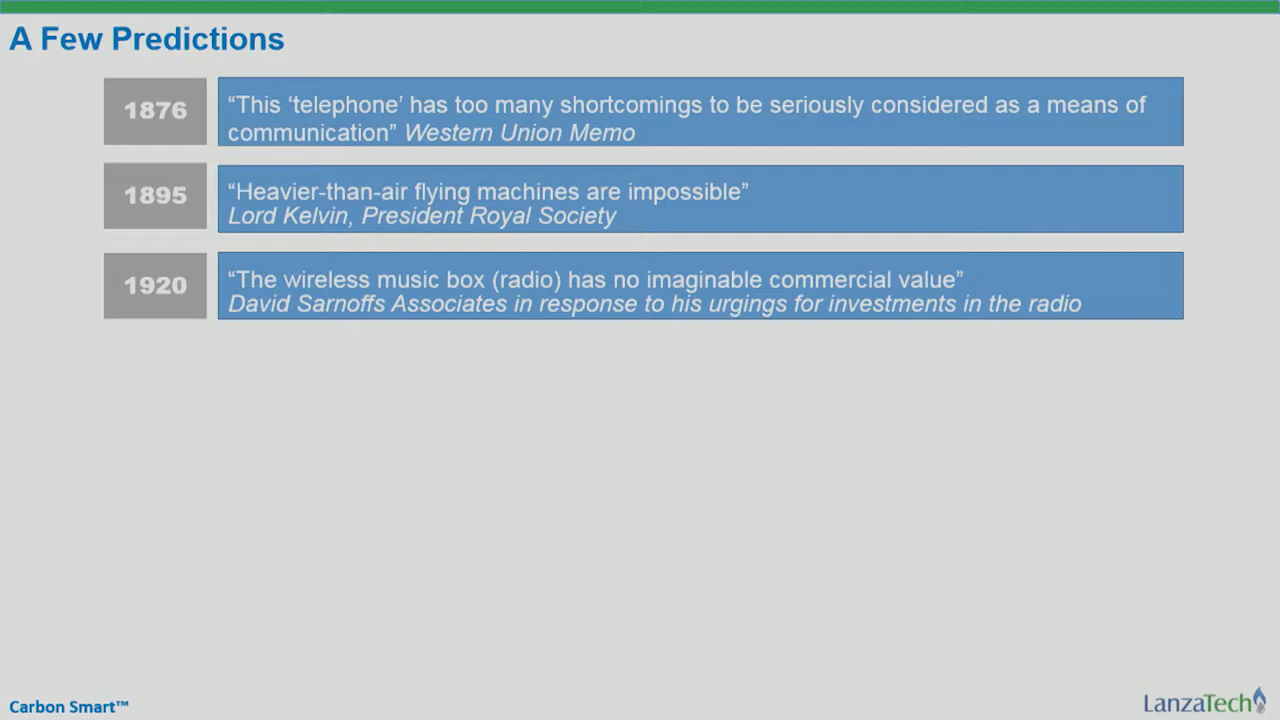 A Few Predictions
1876
“This ‘telephone’ has too many shortcomings to be seriously considered as a means of
communication” Western Union Memo
1895
“Heavier-than-air flying machines are impossible”
Lord Kelvin, President Royal Society
1920
“The wireless music box (radio) has no imaginable commercial value”
David Sarnoffs Associates in response to his urgings for investments in the radio
Carbon Smart™
LanzaTech